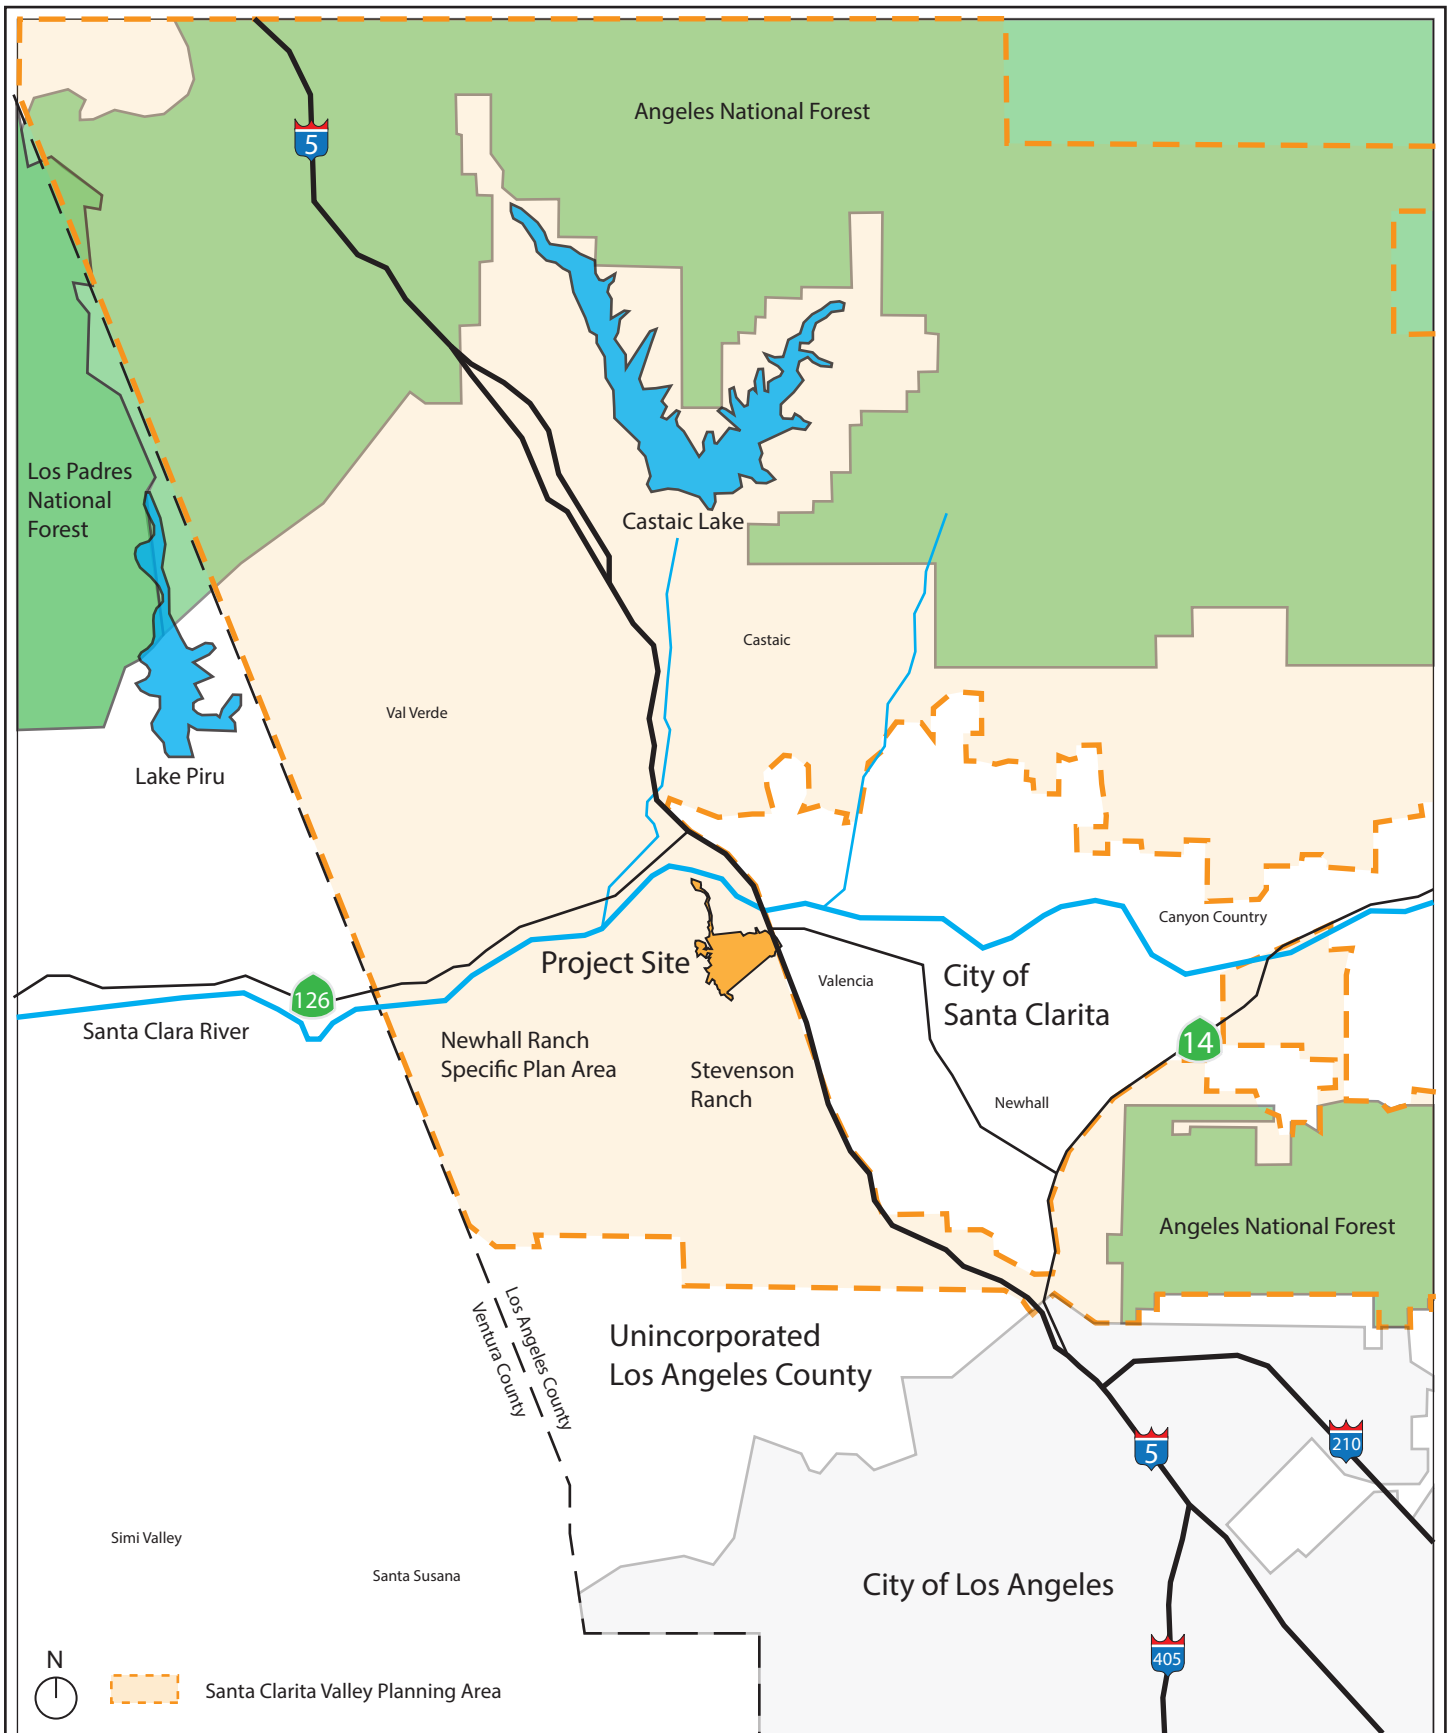 Angeles National Forest
5
Los Padres
National
Forest
Castaic Lake
Castaic
Val Verde
Lake Piru
Canyon Country
Project Site
Valencia
City of
Santa Clarita
126
Santa Clara River
14
Newhall Ranch
Specific Plan Area
Stevenson
Ranch
Newhall
Angeles National Forest
Los Angeles County
Ventura County
Unincorporated
Los Angeles County
5
210
Simi Valley
Santa Susana
City of Los Angeles
405
N
Santa Clarita Valley Planning Area